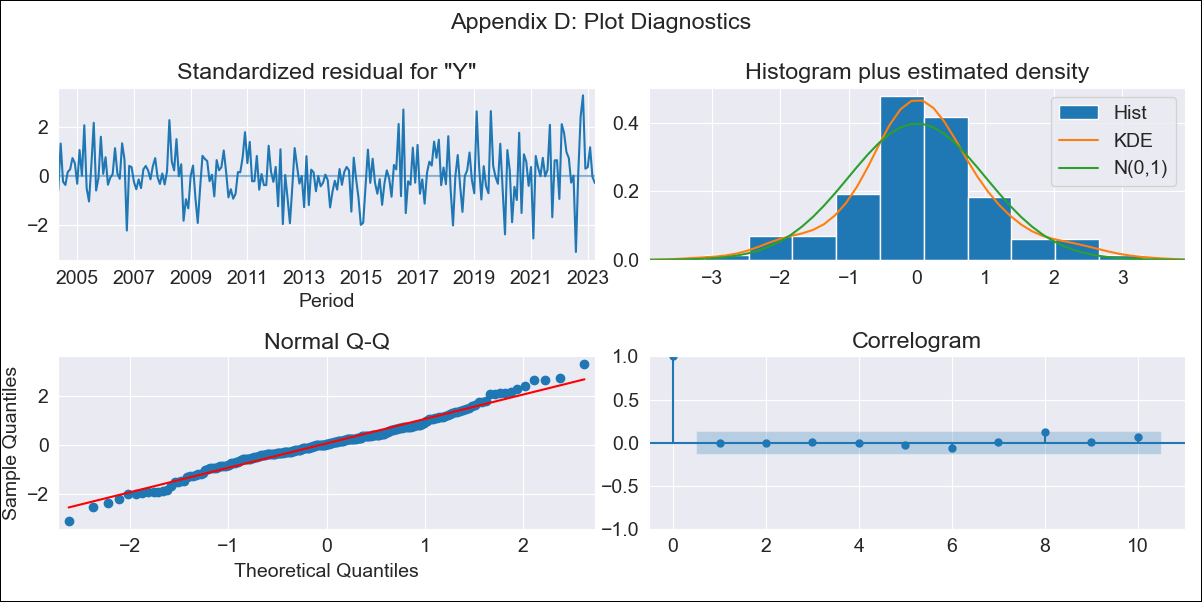 Appendix D: Plot Diagnostics
Standardized residual for "Y"
2
0
−2
2005 2007 2009 2011 2013 2015 2017 2019 2021 2023
Period
Histogram plus estimated density
0.4
0.2
0.0
−3 −2 −1 0 1 2 3
Hist
KDE
N(0,1)
Normal Q-Q
Sample Quantiles
2
0
−2
−2 −1 0 1 2
Theoretical Quantiles
Correlogram
1.0
0.5
0.0
−0.5
−1.0
0 2 4 6 8 10